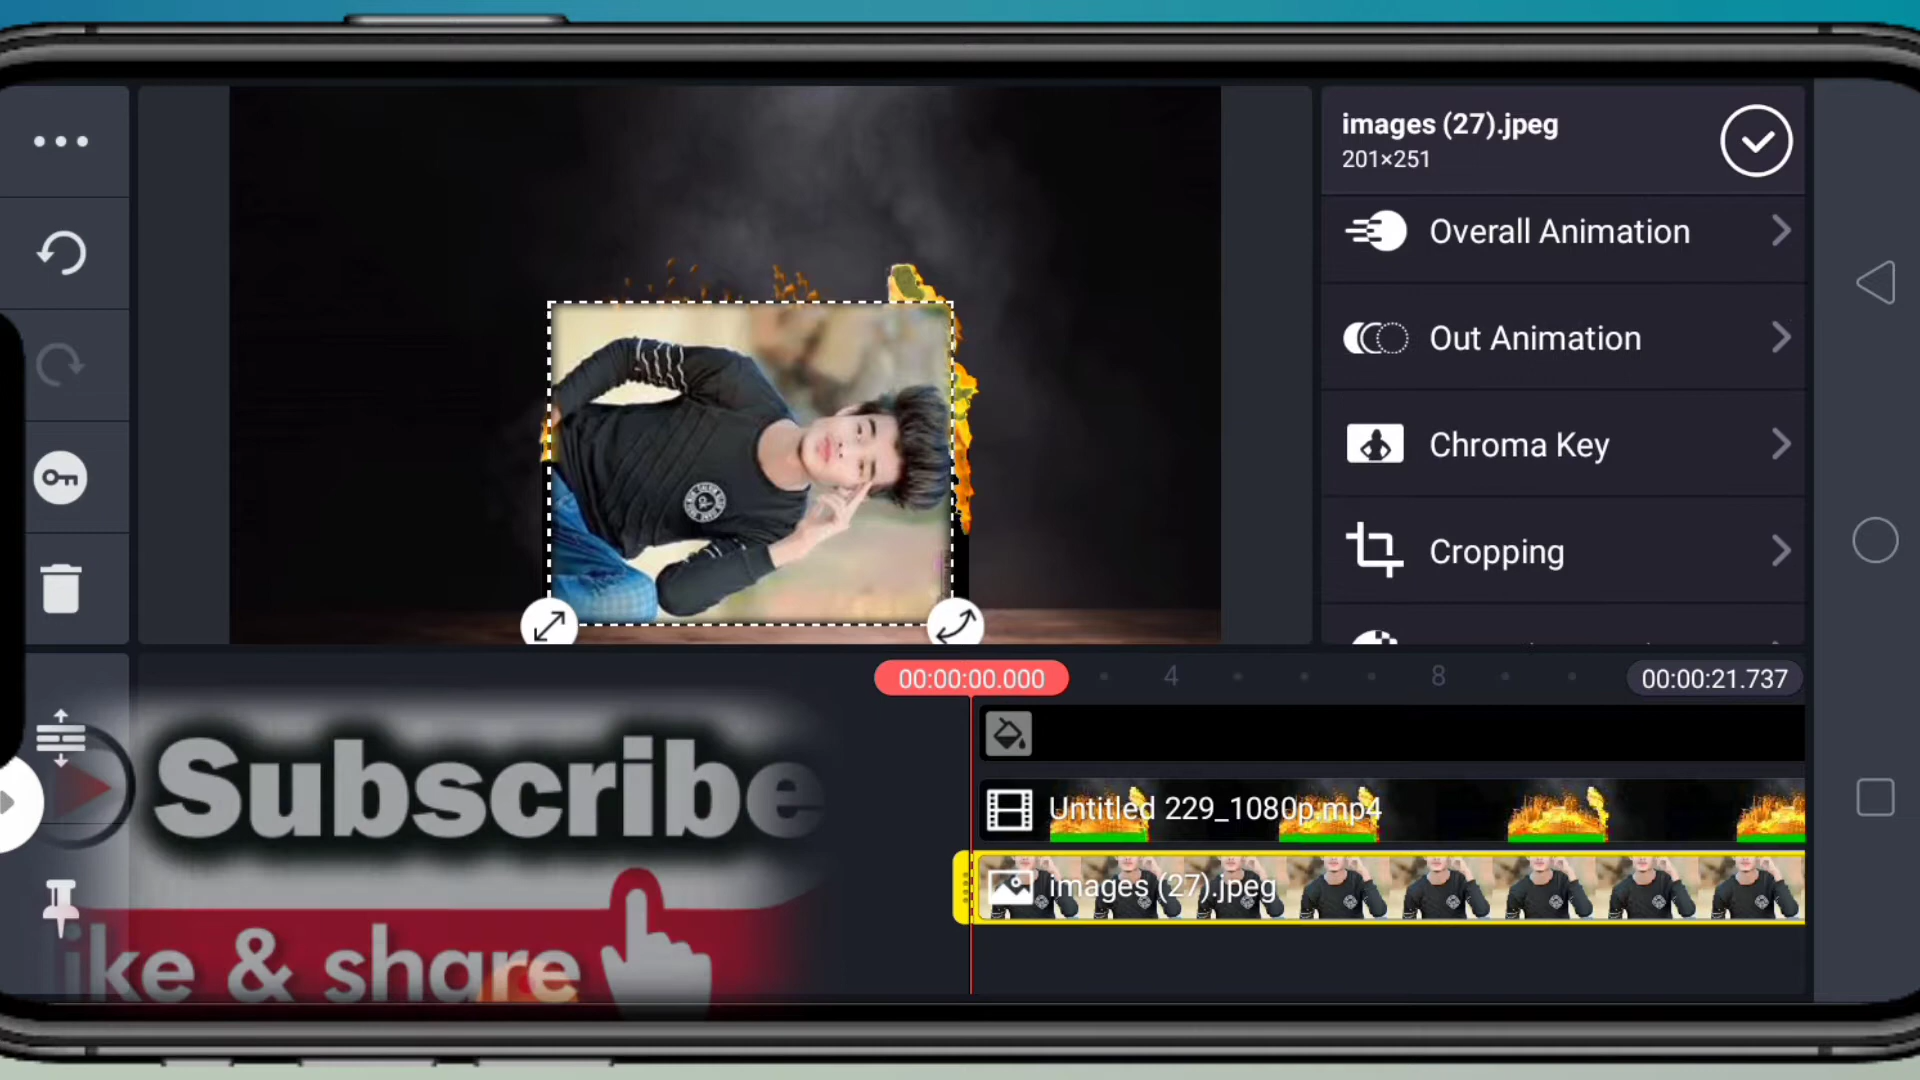 images (27).jpeg
201×251
Overall Animation
Out Animation
Chroma Key
Cropping
00:00:00.000
4
8
00:00:21.737
Untitled 229_1080p.mp4
images (27).jpeg
Subscribe
ike & share